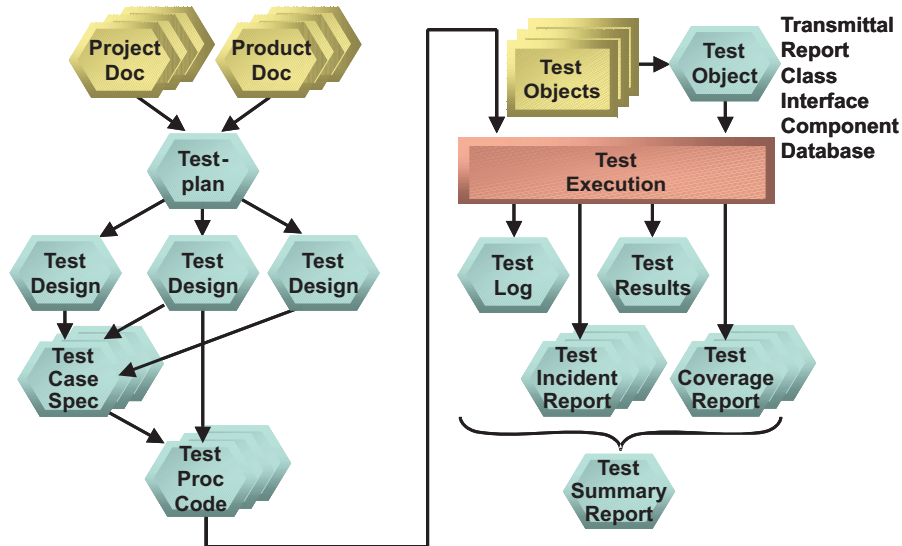 Project
Doc
Product
Doc
Test-
plan
Test
Design
Test
Design
Test
Design
Test
Case
Spec
Test
Proc
Code
Test
Objects
Test
Object
Transmittal
Report
Class
Interface
Component
Database
Test
Execution
Test
Log
Test
Results
Test
Incident
Report
Test
Coverage
Report
Test
Summary
Report